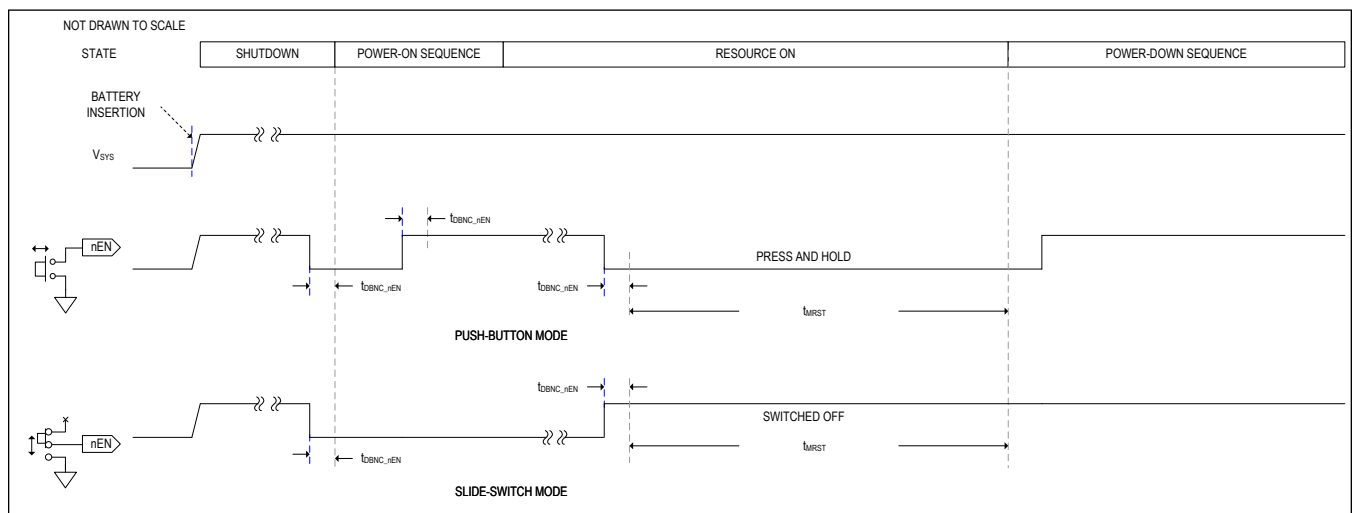 NOT DRAWN TO SCALE
STATE SHUTDOWN POWER-ON SEQUENCE RESOURCE ON POWER-DOWN SEQUENCE
BATTERY
INSERTION
VSYS
tDBNC_nEN
nEN
PRESS AND HOLD
tDBNC_nEN tDBNC_nEN
tMRST
PUSH-BUTTON MODE
tDBNC_nEN
SWITCHED OFF
nEN
tMRST
tDBNC_nEN
SLIDE-SWITCH MODE